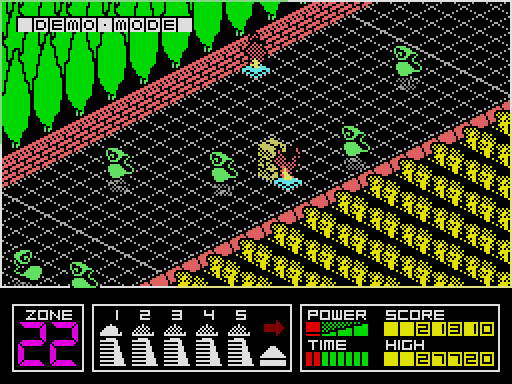 DEMO·MODE
ZONE
22
1 2 3 4 5
POWER
TIME
SCORE
21310
HIGH
27720